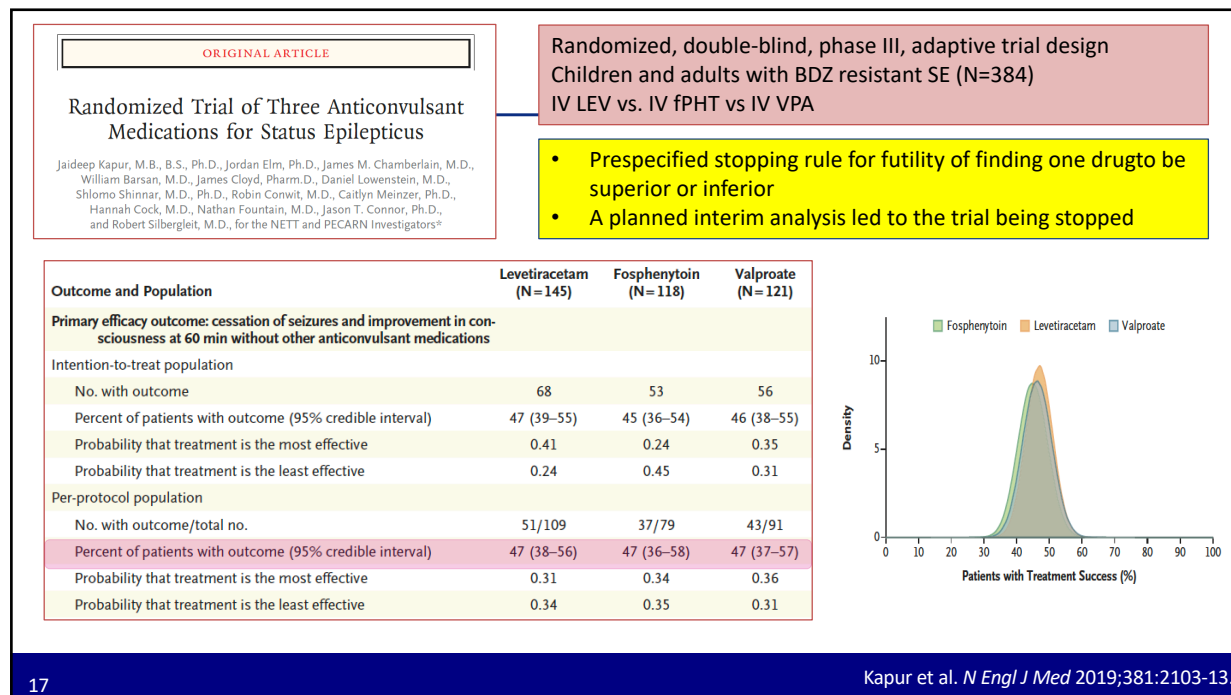 ORIGINAL ARTICLE
Randomized Trial of Three Anticonvulsant
Medications for Status Epilepticus
Jaideep Kapur, M.B., B.S., Ph.D., Jordan Elm, Ph.D., James M. Chamberlain, M.D.,
William Barsan, M.D., James Cloyd, Pharm.D., Daniel Lowenstein, M.D.,
Shlomo Shinnar, M.D., Ph.D., Robin Conwit, M.D., Caitlyn Meinzer, Ph.D.,
Hannah Cock, M.D., Nathan Fountain, M.D., Jason T. Connor, Ph.D.,
and Robert Silbergleit, M.D., for the NETT and PECARN Investigators*
Randomized, double-blind, phase III, adaptive trial design
Children and adults with BDZ resistant SE (N=384)
IV LEV vs. IV fPHT vs IV VPA
• Prespecified stopping rule for futility of finding one drugto be
superior or inferior
• A planned interim analysis led to the trial being stopped
Outcome and Population Levetiracetam (N=145) Fosphenytoin (N=118) Valproate (N=121)
Primary efficacy outcome: cessation of seizures and improvement in con-
sciousness at 60 min without other anticonvulsant medications
Intention-to-treat population
No. with outcome 68 53 56
Percent of patients with outcome (95% credible interval) 47 (39–55) 45 (36–54) 46 (38–55)
Probability that treatment is the most effective 0.41 0.24 0.35
Probability that treatment is the least effective 0.24 0.45 0.31
Per-protocol population
No. with outcome/total no. 51/109 37/79 43/91
Percent of patients with outcome (95% credible interval) 47 (38–56) 47 (36–58) 47 (37–57)
Probability that treatment is the most effective 0.31 0.34 0.36
Probability that treatment is the least effective 0.34 0.35 0.31
Fosphenytoin Levetiracetam Valproate
Density
10
5
0
0 10 20 30 40 50 60 70 80 90 100
Patients with Treatment Success (%)
17
Kapur et al. N Engl J Med 2019;381:2103-13.